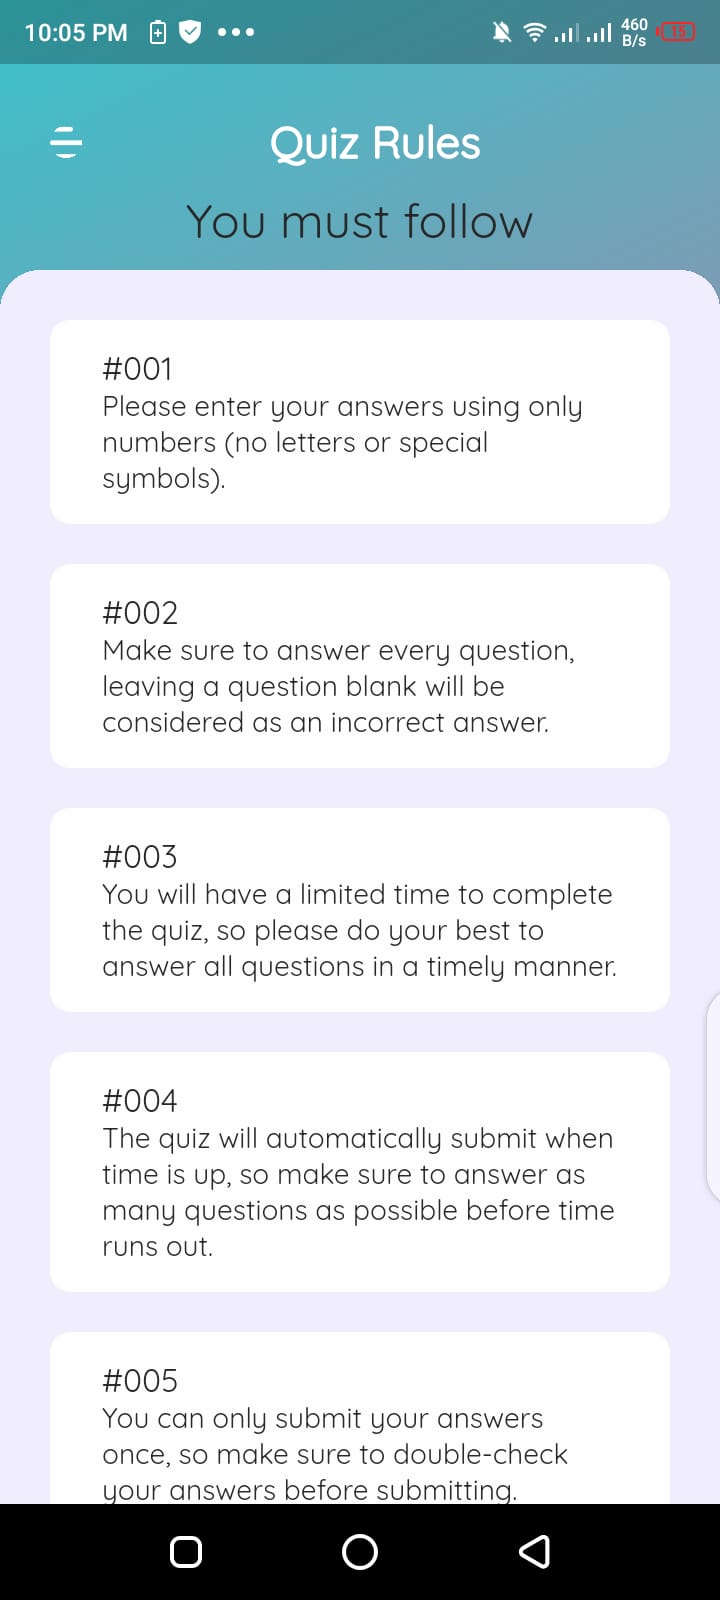 10:05 PM
460
B/s
15
Quiz Rules
You must follow
#001
Please enter your answers using only
numbers (no letters or special
symbols).
#002
Make sure to answer every question,
leaving a question blank will be
considered as an incorrect answer.
#003
You will have a limited time to complete
the quiz, so please do your best to
answer all questions in a timely manner.
#004
The quiz will automatically submit when
time is up, so make sure to answer as
many questions as possible before time
runs out.
#005
You can only submit your answers
once, so make sure to double-check
your answers before submitting.